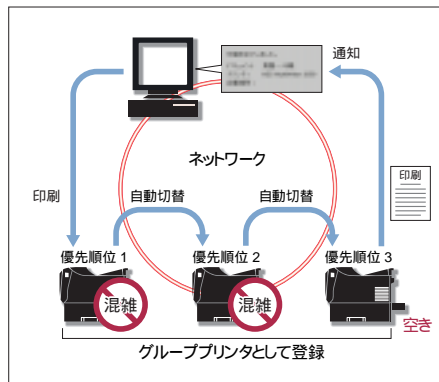 通知
ネットワーク
印刷
印刷
自動切替
自動切替
優先順位 1
優先順位 2
優先順位 3
混雑
混雑
空き
グループプリンタとして登録